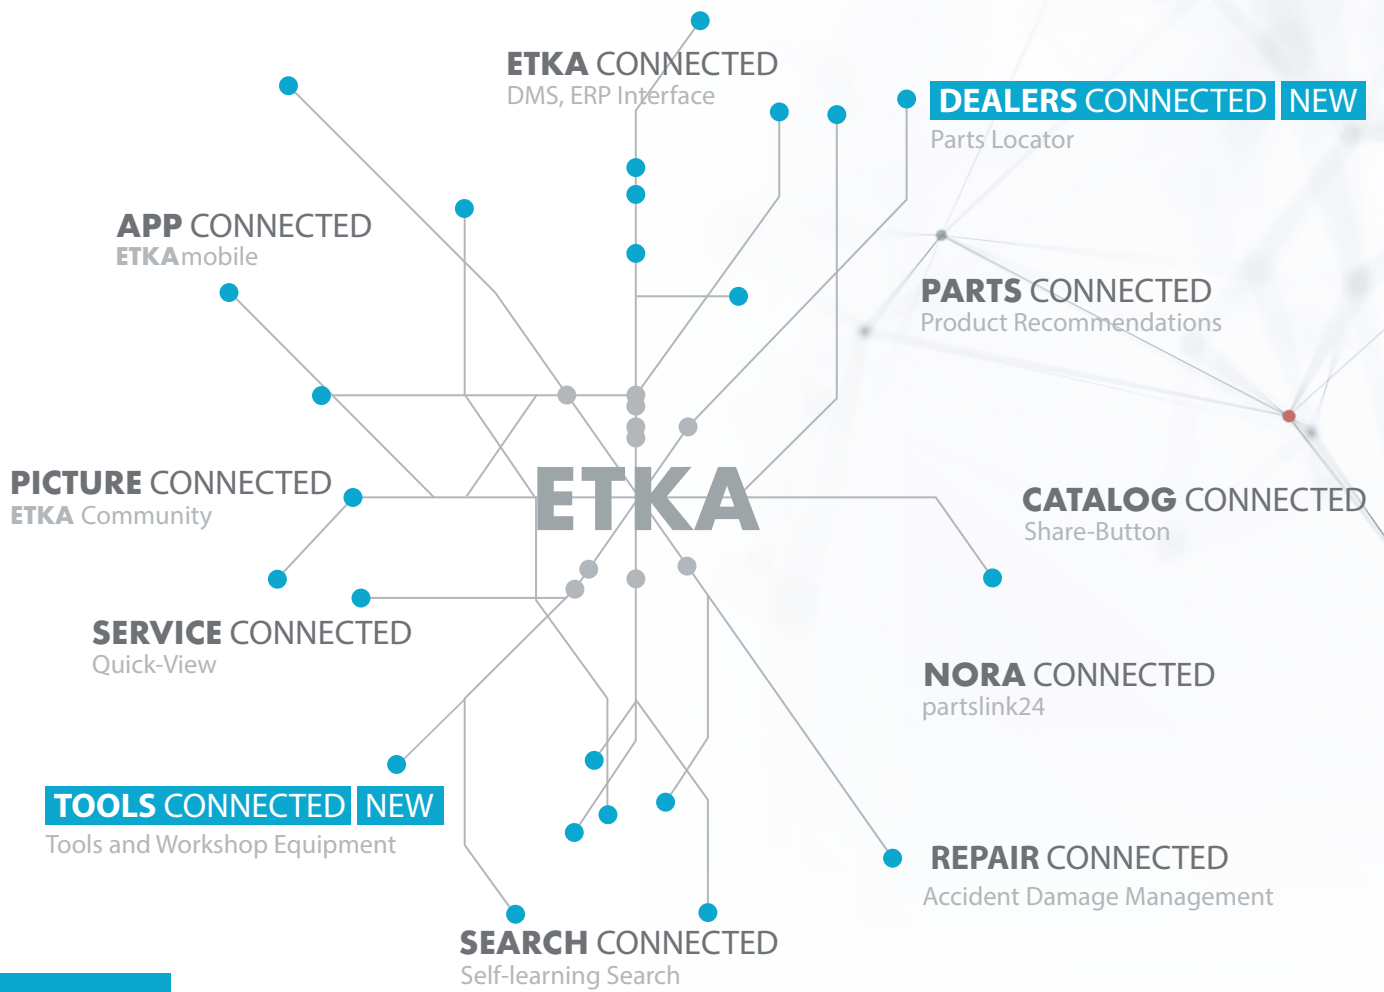 ETKA CONNECTED
DMS, ERP Interface
DEALERS CONNECTED NEW
Parts Locator
APP CONNECTED
ETKAmobile
PARTS CONNECTED
Product Recommendations
PICTURE CONNECTED
ETKA Community
ETKA
CATALOG CONNECTED
Share-Button
SERVICE CONNECTED
Quick-View
NORA CONNECTED
partslink24
TOOLS CONNECTED NEW
Tools and Workshop Equipment
REPAIR CONNECTED
Accident Damage Management
SEARCH CONNECTED
Self-learning Search